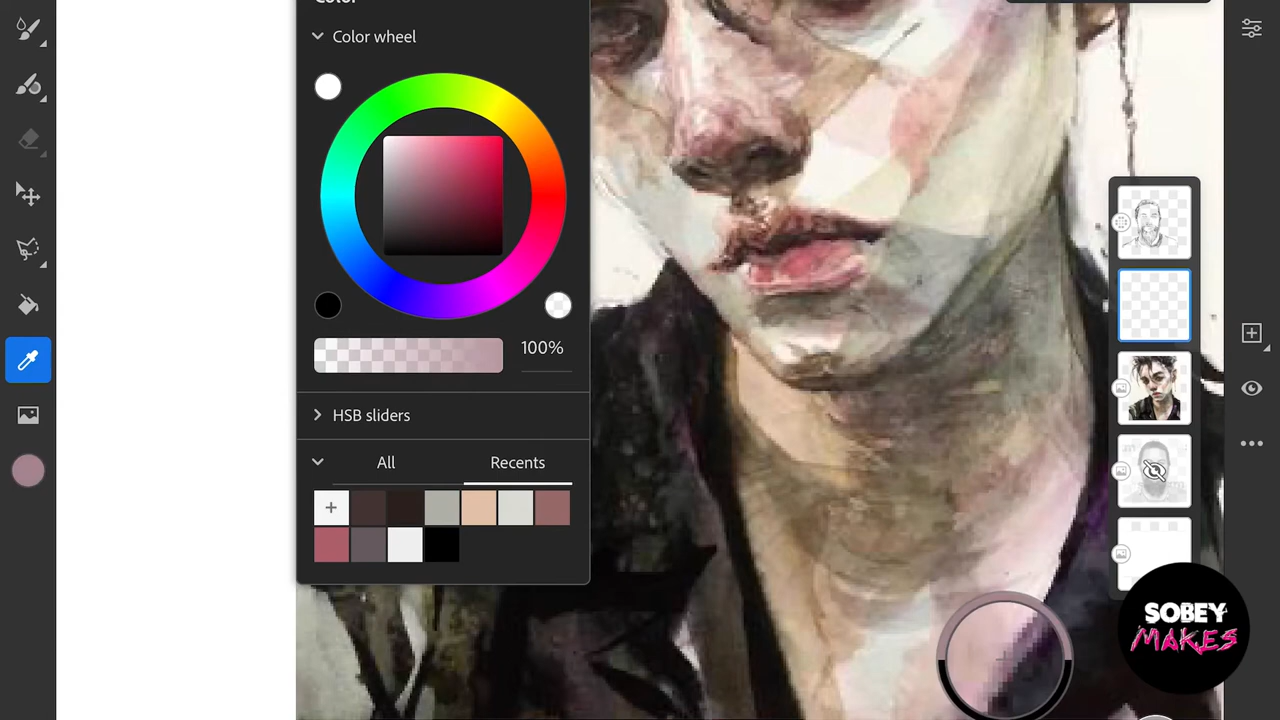 Color
Color wheel
100%
HSB sliders
All
Recents
SOBEY
MAKES